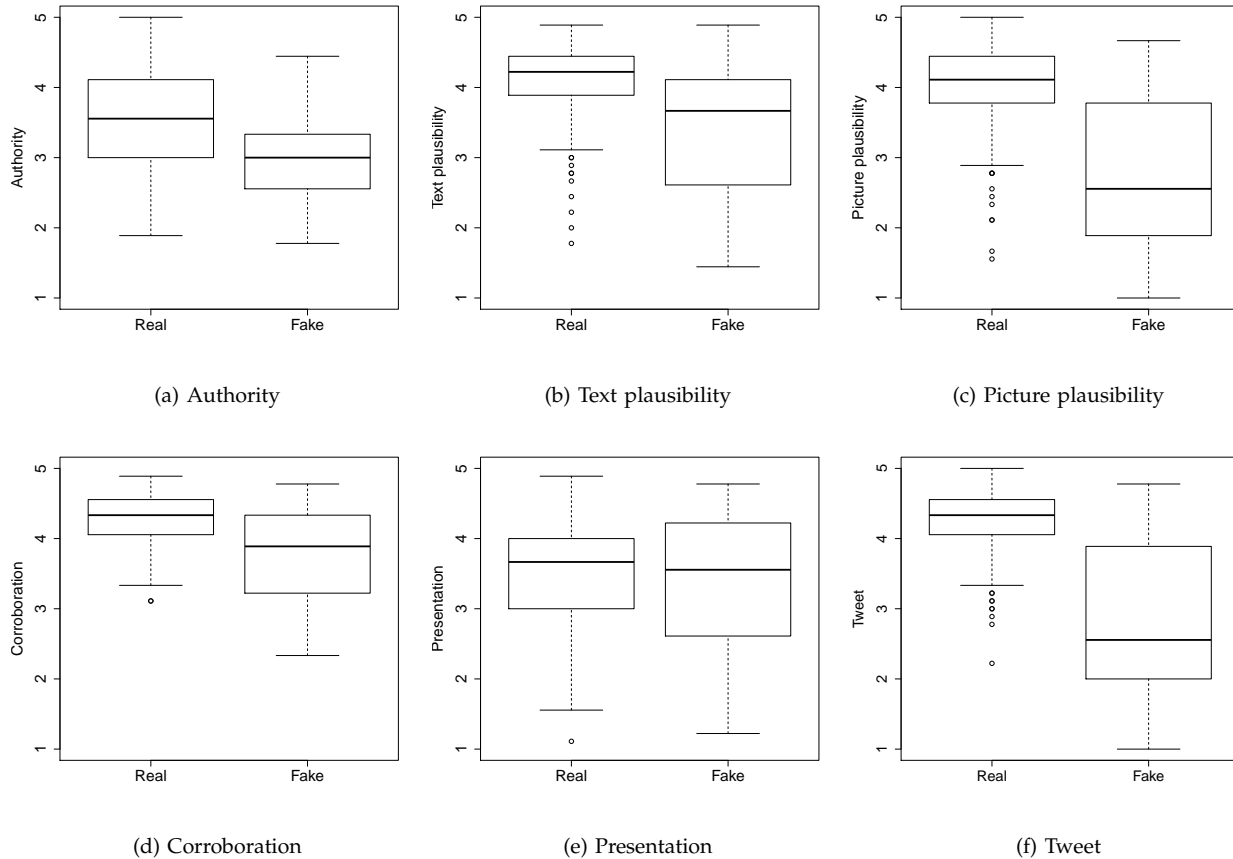 5
4
3
2
1
Authority
Real Fake
(a) Authority
5
4
3
2
1
Text plausibility
Real Fake
(b) Text plausibility
5
4
3
2
1
Picture plausibility
Real Fake
(c) Picture plausibility
5
4
3
2
1
Corroboration
Real Fake
(d) Corroboration
5
4
3
2
1
Presentation
Real Fake
(e) Presentation
5
4
3
2
1
Tweet
Real Fake
(f) Tweet